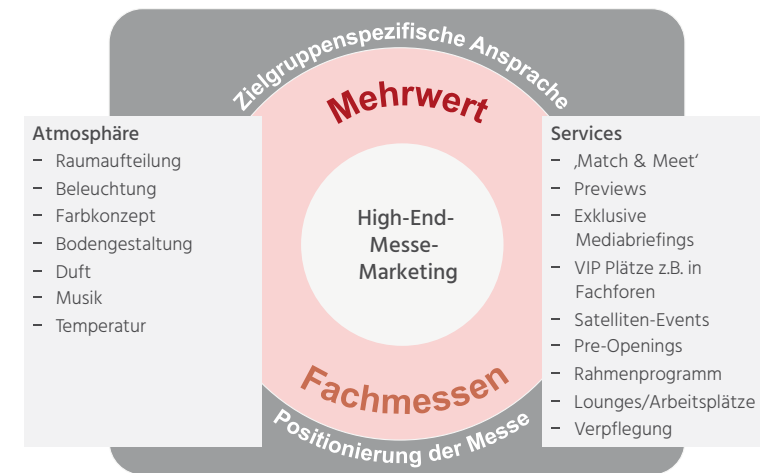 Zielgruppenspezifische Ansprache
Mehrwert
Atmosphäre
– Raumaufteilung
– Beleuchtung
– Farbkonzept
– Bodengestaltung
– Duft
– Musik
– Temperatur
High-End-
Messe-
Marketing
Services
– ‚Match & Meet‘
– Previews
– Exklusive
Mediabriefings
– VIP Plätze z.B. in
Fachforen
– Satelliten-Events
– Pre-Openings
– Rahmenprogramm
– Lounges/Arbeitsplätze
– Verpflegung
Fachmessen
Positionierung der Messe